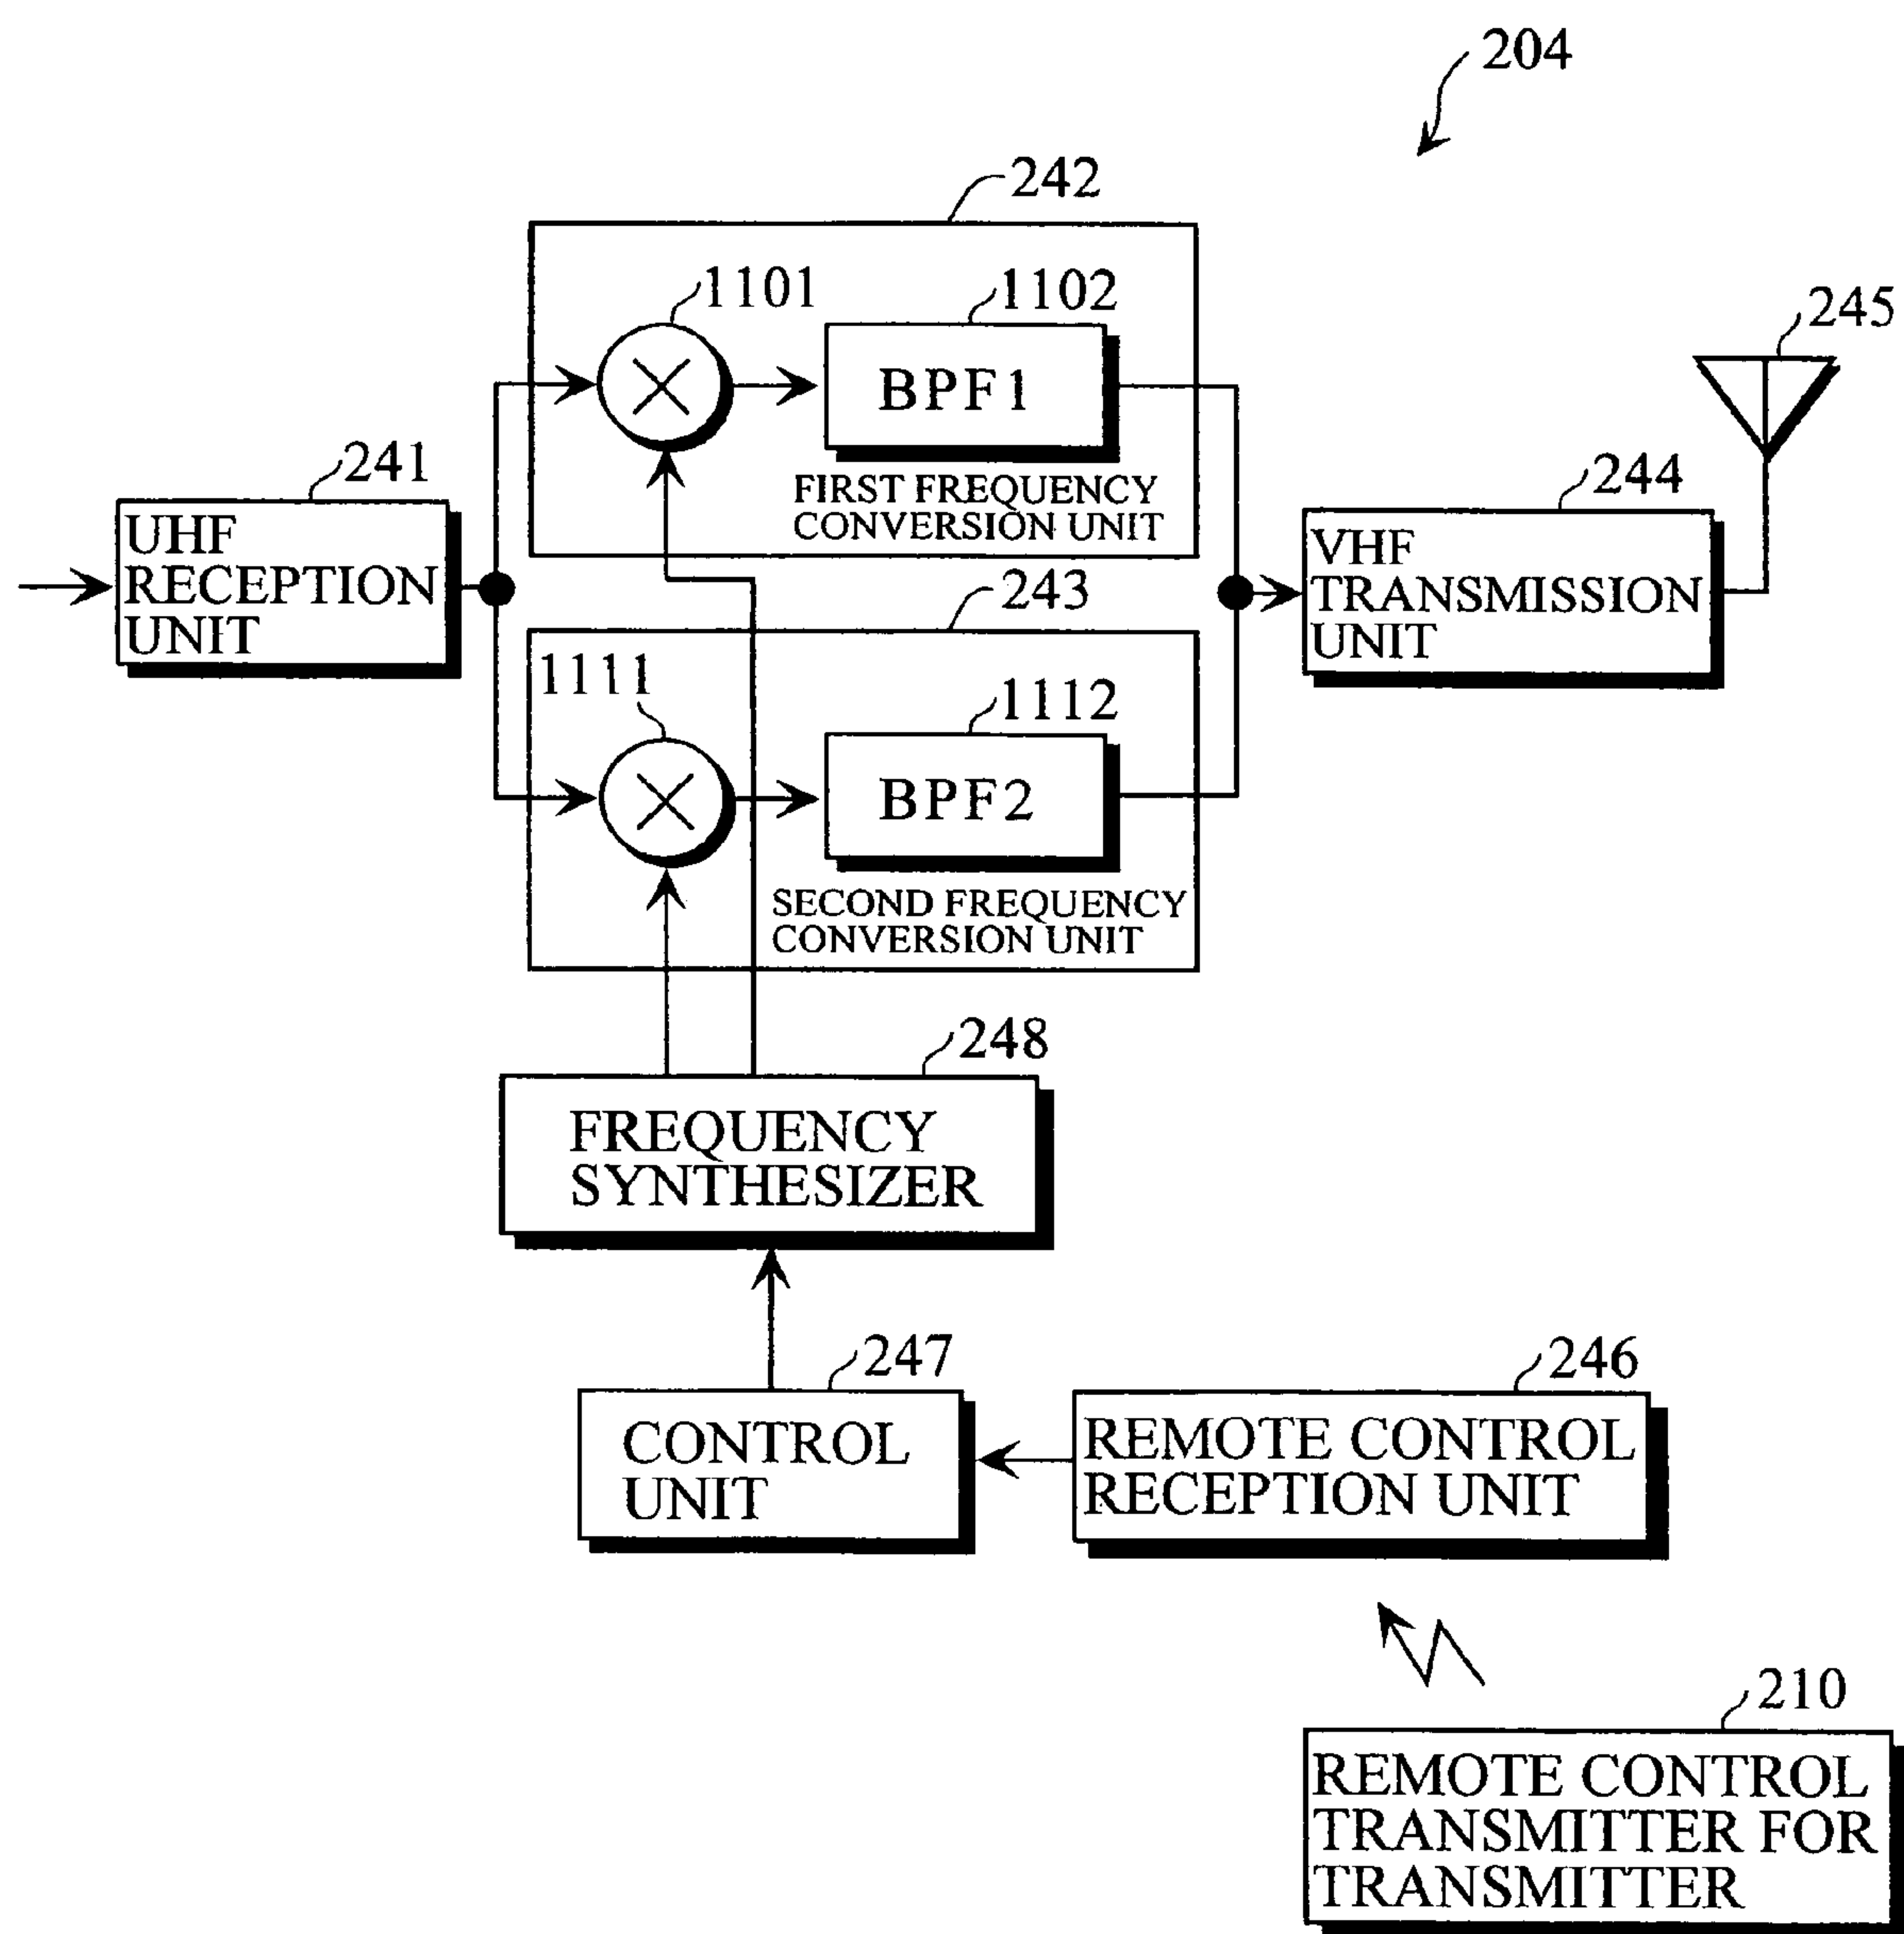 204
242
1101
1102
BPF1
FIRST FREQUENCY
CONVERSION UNIT
245
241
UHF
RECEPTION
UNIT
244
VHF
TRANSMISSION
UNIT
243
1111
1112
BPF2
SECOND FREQUENCY
CONVERSION UNIT
248
FREQUENCY
SYNTHESIZER
247
CONTROL
UNIT
246
REMOTE CONTROL
RECEPTION UNIT
210
REMOTE CONTROL
TRANSMITTER FOR
TRANSMITTER